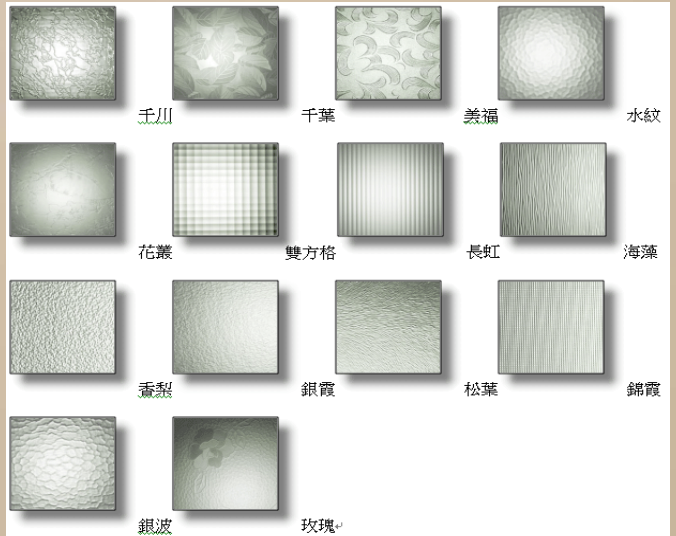 千川 千葉 美福 水紋
花叢 雙方格 長虹 海藻
香梨 銀霞 松葉 錦霞
銀波 玫瑰